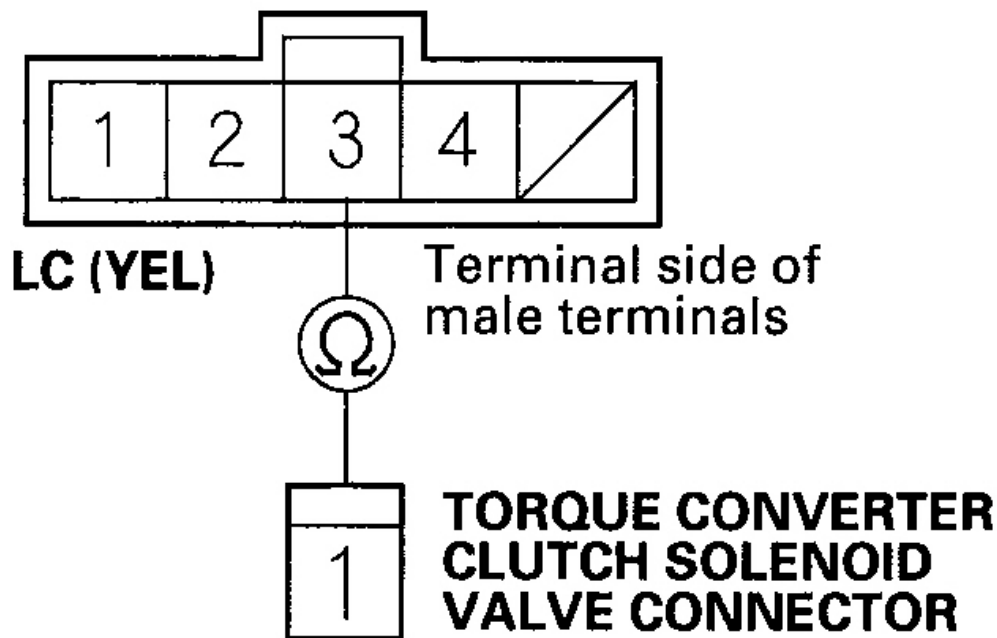 1 2 3 4
LC (YEL)
Terminal side of
male terminals
Ω
1
TORQUE CONVERTER
CLUTCH SOLENOID
VALVE CONNECTOR